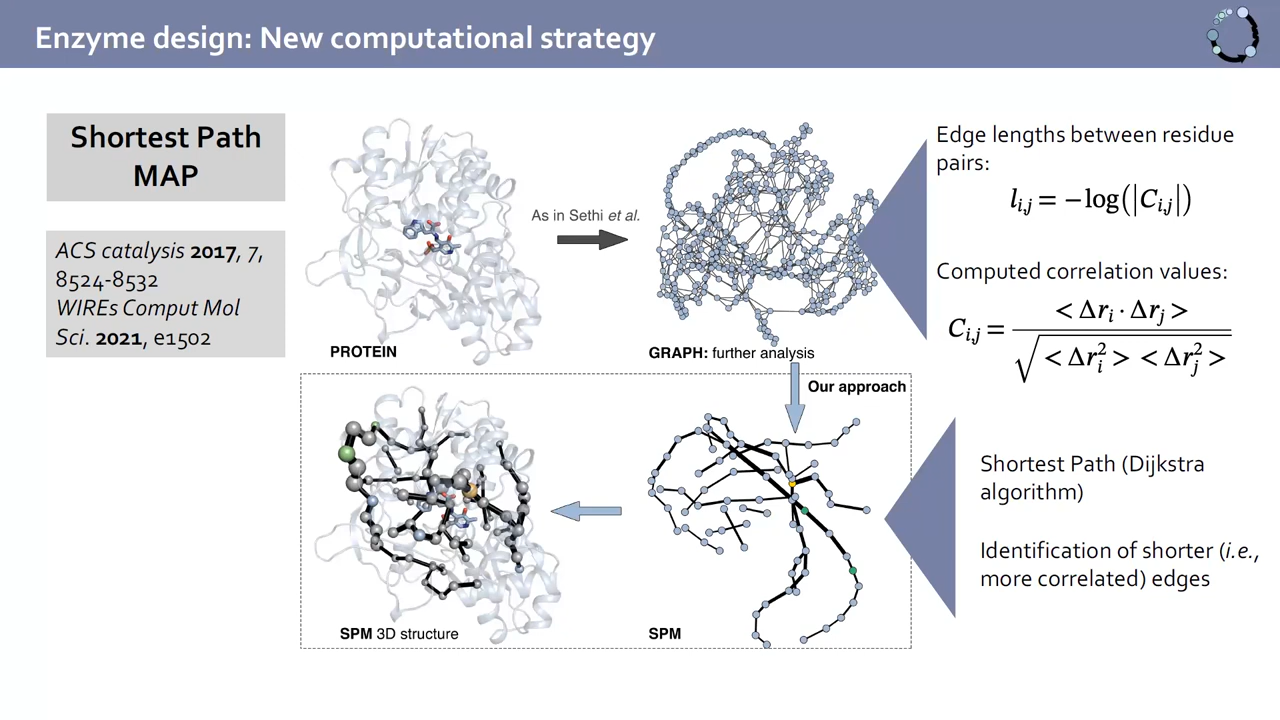 Enzyme design: New computational strategy
Shortest Path
MAP
ACS catalysis 2017, 7,
8524-8532
WIREs Comput Mol
Sci. 2021, e1502
As in Sethi et al.
PROTEIN
GRAPH: further analysis
Edge lengths between residue
pairs:
l_{i,j} = −log(|C_{i,j}|)
Computed correlation values:
C_{i,j} = < Δr_i · Δr_j > / √(< Δr_i^2 > < Δr_j^2 >)
Our approach
SPM 3D structure
SPM
Shortest Path (Dijkstra
algorithm)
Identification of shorter (i.e.,
more correlated) edges